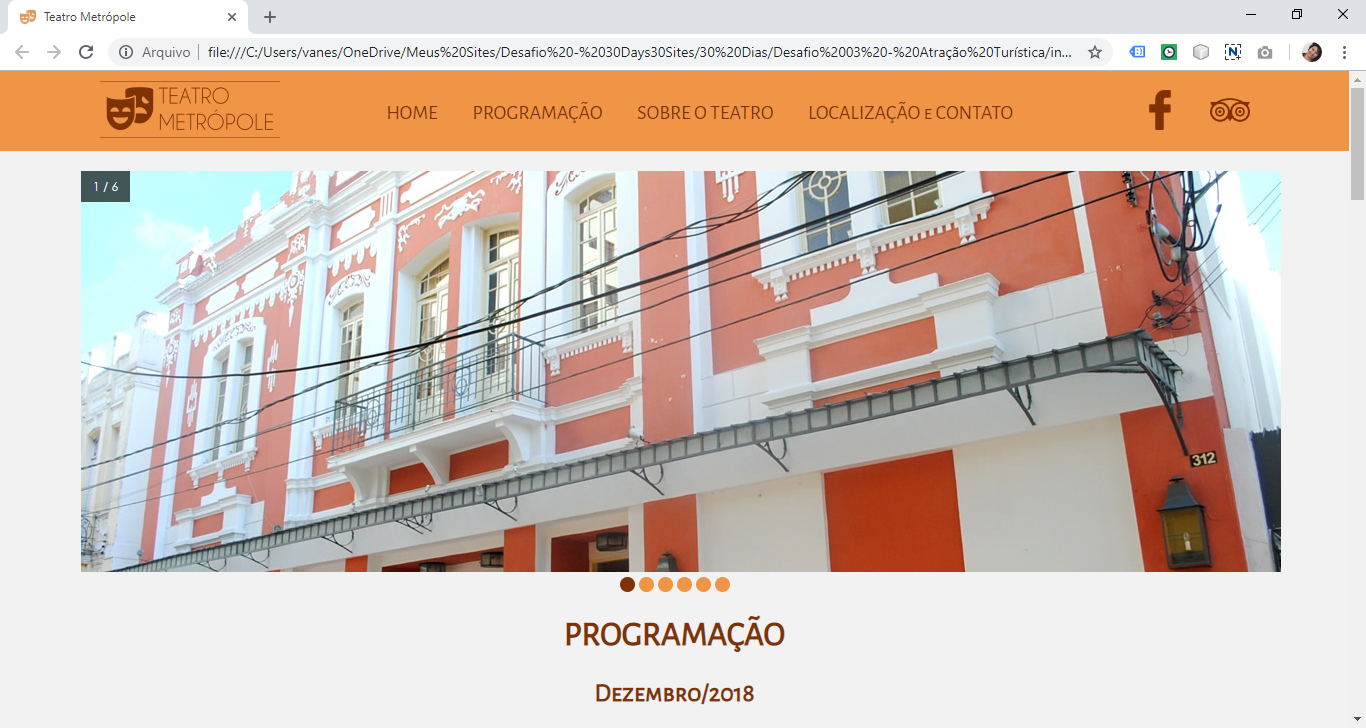 Teatro Metrópole
Arquivo
file:///C:/Users/vanes/OneDrive/Meus%20Sites/Desafio%20-%2030Days30Sites/30%20Dias/Desafio%2003%20-%20Atração%20Turística/in...
TEATRO
METRÓPOLE
HOME
PROGRAMAÇÃO
SOBRE O TEATRO
LOCALIZAÇÃO E CONTATO
1 / 6
312
PROGRAMAÇÃO
Dezembro/2018